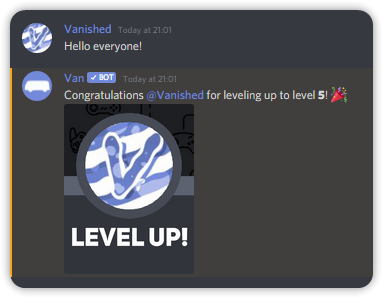 Vanished Today at 21:01
Hello everyone!
Van ✓ BOT Today at 21:01
Congratulations @Vanished for leveling up to level 5! 🎉
LEVEL UP!